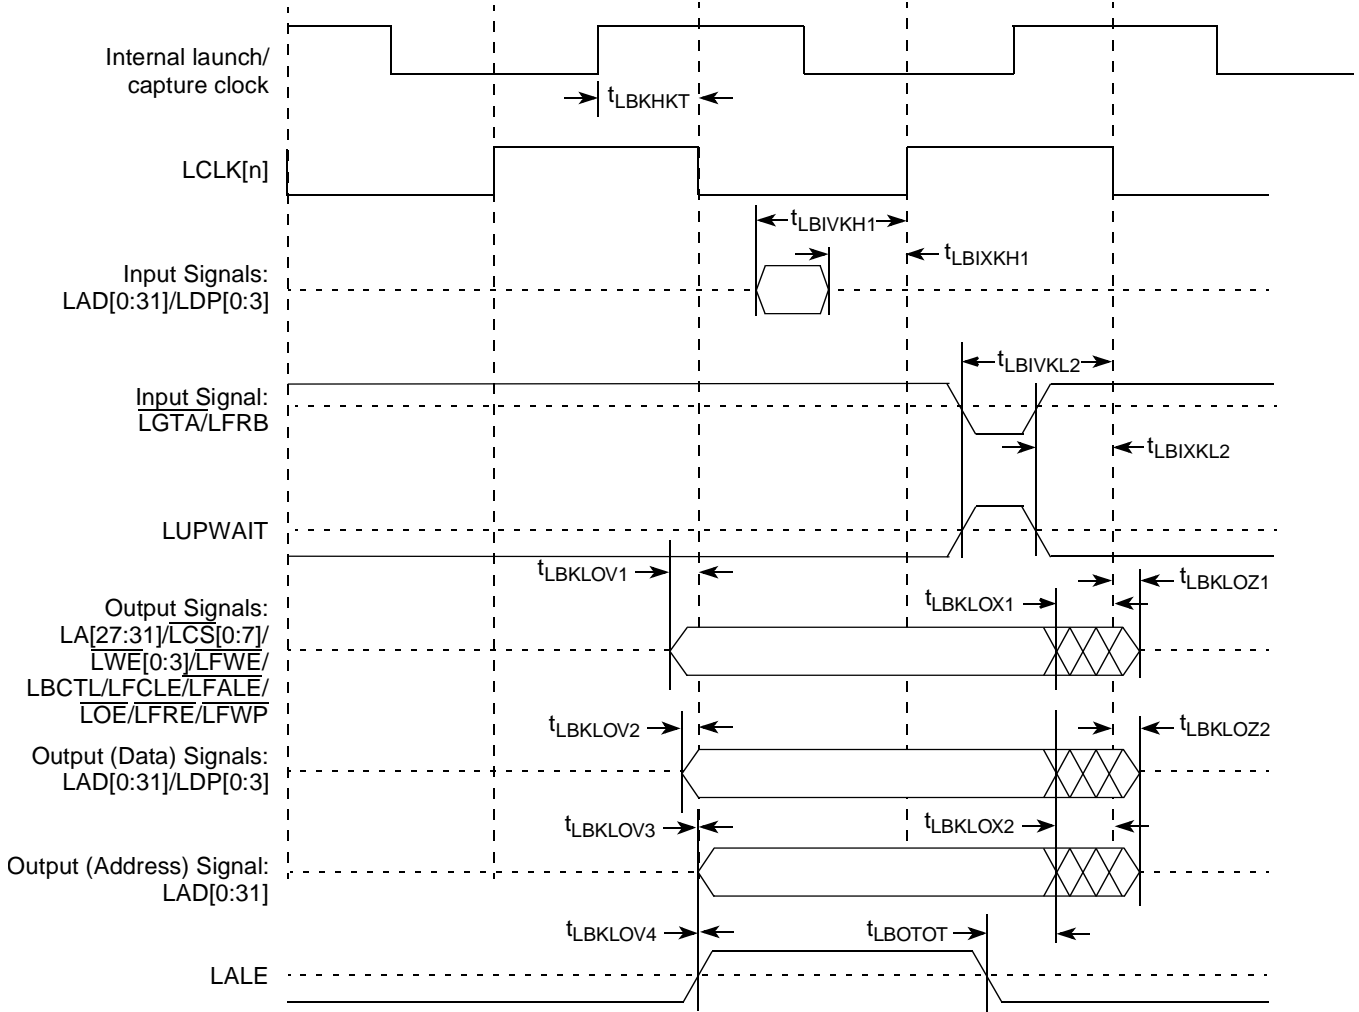 Internal launch/
capture clock
tLBKHKT
LCLK[n]
tLBIVKH1
tLBIXKH1
Input Signals:
LAD[0:31]/LDP[0:3]
tLBIVKL2
Input Signal:
LGTA/LFRB
tLBIXKL2
LUPWAIT
tLBKLOV1
tLBKLOZ1
tLBKLOX1
Output Signals:
LA[27:31]/LCS[0:7]/
LWE[0:3]/LFWE/
LBCTL/LFCLE/LFALE/
LOE/LFRE/LFWP
tLBKLOV2
tLBKLOZ2
Output (Data) Signals:
LAD[0:31]/LDP[0:3]
tLBKLOV3
tLBKLOX2
Output (Address) Signal:
LAD[0:31]
tLBKLOV4
tLBOTOT
LALE